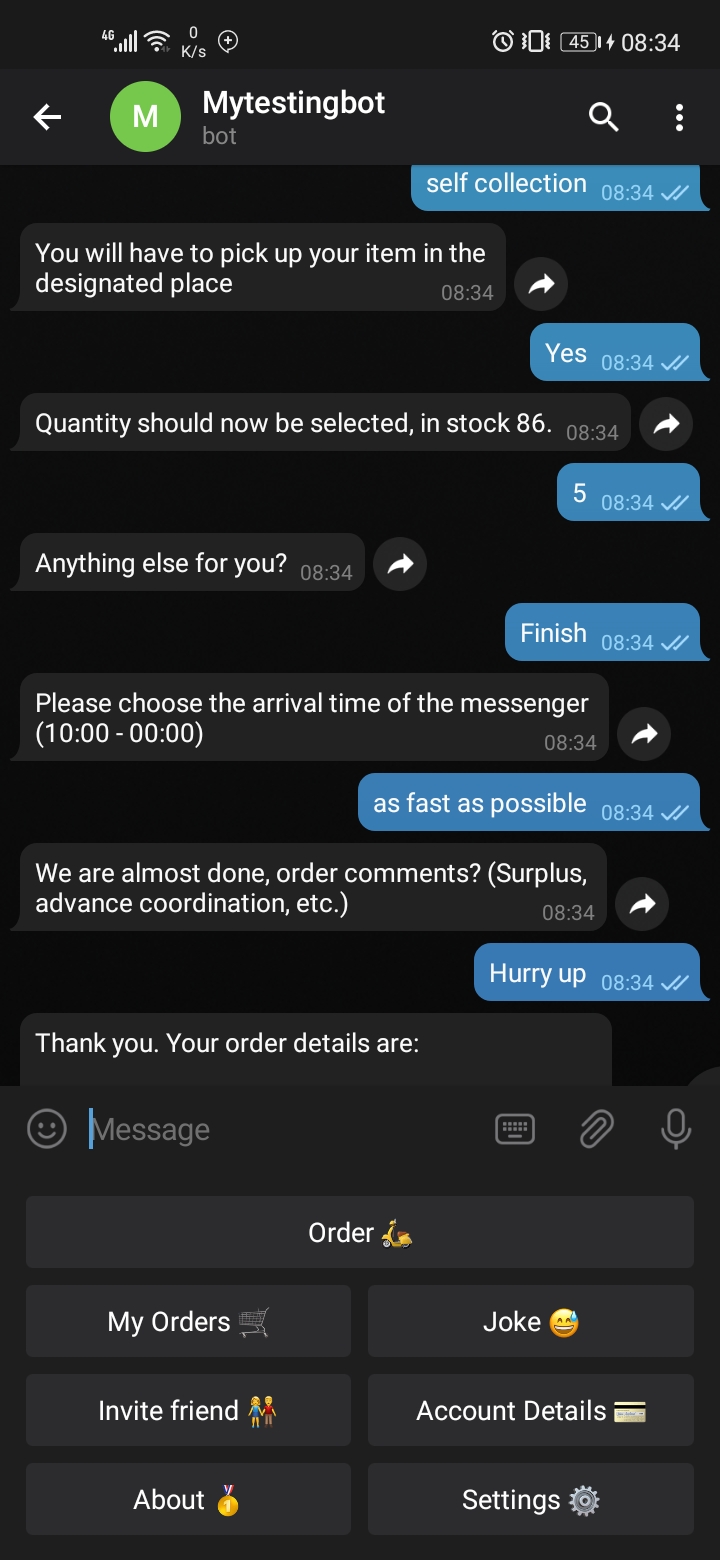 4G 0 K/s 45 08:34
Mytestingbot
bot
self collection 08:34
You will have to pick up your item in the
designated place 08:34
Yes 08:34
Quantity should now be selected, in stock 86. 08:34
5 08:34
Anything else for you? 08:34
Finish 08:34
Please choose the arrival time of the messenger
(10:00 - 00:00) 08:34
as fast as possible 08:34
We are almost done, order comments? (Surplus,
advance coordination, etc.) 08:34
Hurry up 08:34
Thank you. Your order details are:
Message
Order
My Orders Joke
Invite friend Account Details
About Settings